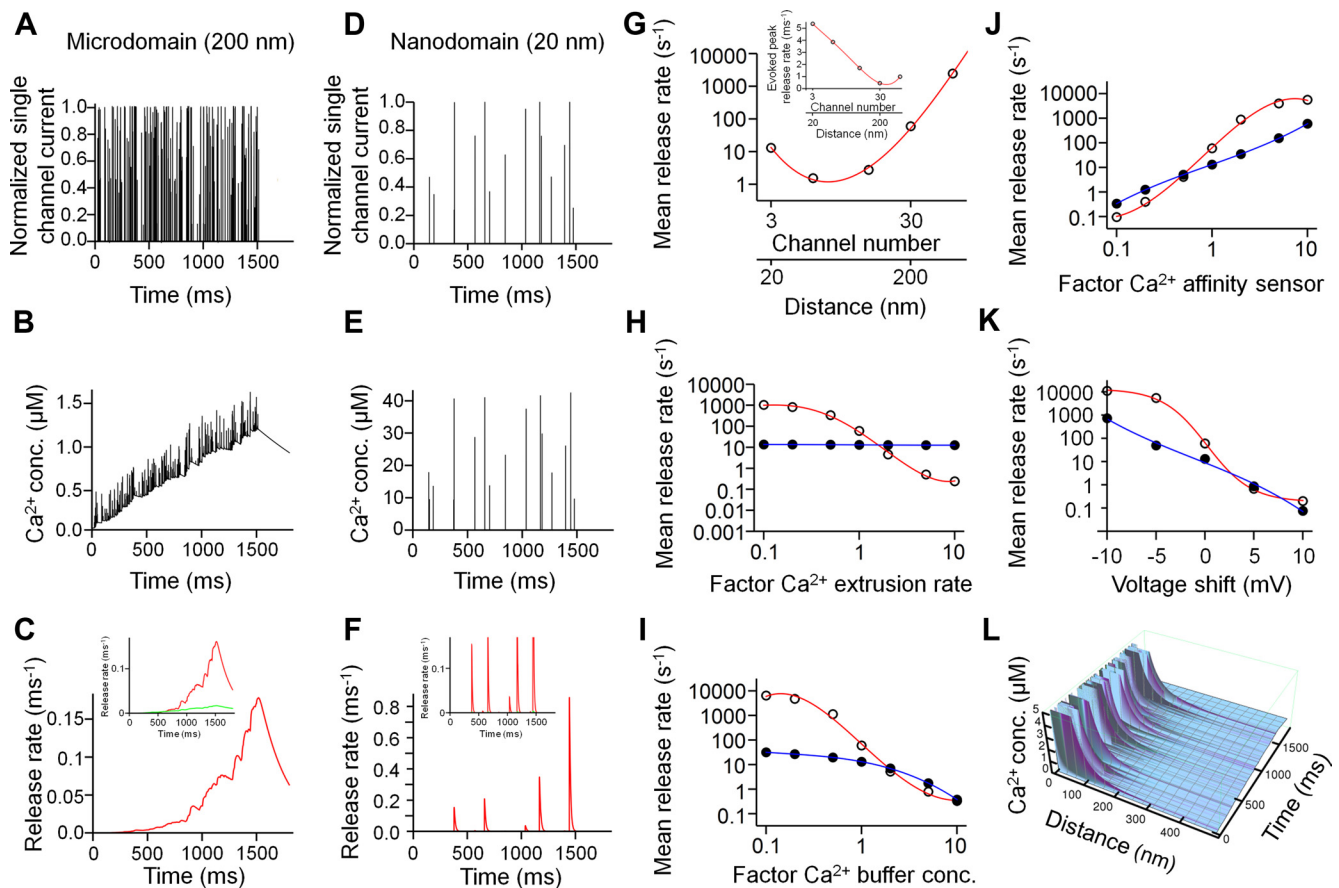 A
Microdomain (200 nm)
Normalized single
channel current
1.0
0.8
0.6
0.4
0.2
0.0
0 500 1000 1500
Time (ms)
B
Ca²⁺ conc. (µM)
1.5
1.0
0.5
0.0
0 500 1000 1500
Time (ms)
C
Release rate (ms⁻¹)
0.15
0.10
0.05
0.00
0 500 1000 1500
Time (ms)
Release rate (ms⁻¹)
0.1
0
0 500 1000 1500
Time (ms)
D
Nanodomain (20 nm)
Normalized single
channel current
1.0
0.8
0.6
0.4
0.2
0.0
0 500 1000 1500
Time (ms)
E
Ca²⁺ conc. (µM)
40
30
20
10
0
0 500 1000 1500
Time (ms)
F
Release rate (ms⁻¹)
0.8
0.6
0.4
0.2
0.0
0 500 1000 1500
Time (ms)
Release rate (ms⁻¹)
0.1
0
0 500 1000 1500
Time (ms)
G
Mean release rate (s⁻¹)
10000
1000
100
10
1
3 30
Channel number
20 200
Distance (nm)
Evoked peak
release rate (ms⁻¹)
5
4
3
2
1
0
3 30
Channel number
20 200
Distance (nm)
H
Mean release rate (s⁻¹)
10000
1000
100
10
1
0.1
0.01
0.001
0.1 1 10
Factor Ca²⁺ extrusion rate
I
Mean release rate (s⁻¹)
10000
1000
100
10
1
0.1
0.1 1 10
Factor Ca²⁺ buffer conc.
J
Mean release rate (s⁻¹)
10000
1000
100
10
1
0.1
0.1 1 10
Factor Ca²⁺ affinity sensor
K
Mean release rate (s⁻¹)
10000
1000
100
10
1
0.1
-10 -5 0 5 10
Voltage shift (mV)
L
Ca²⁺ conc. (µM)
5
4
3
2
1
0
0 100 200 300 400
Distance (nm)
0 500 1000 1500
Time (ms)